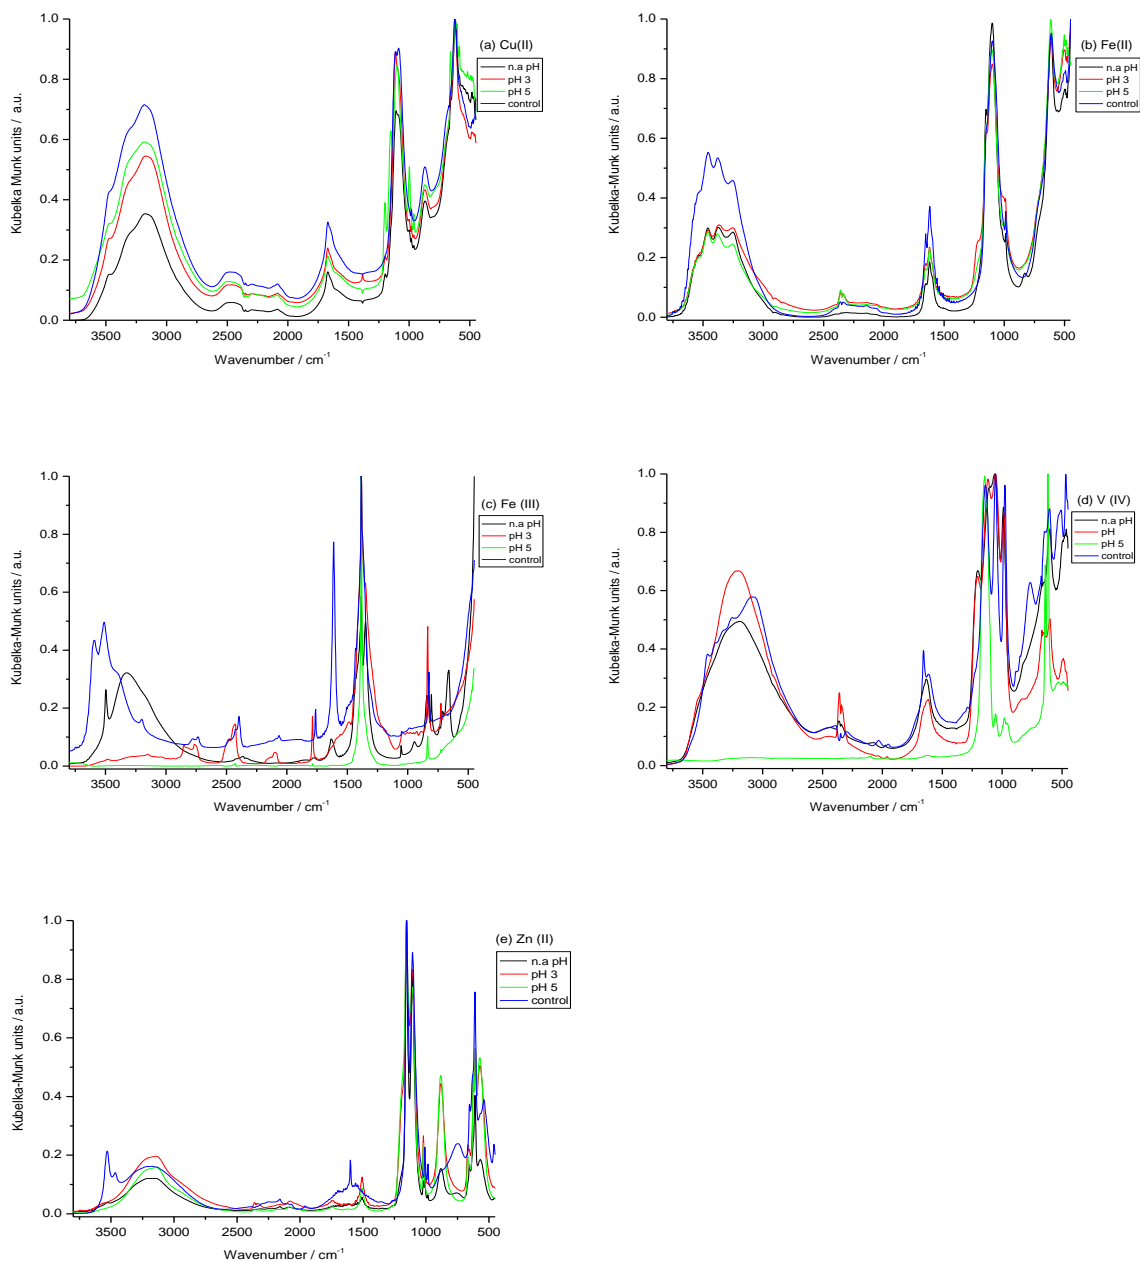 (a) Cu(II)
n.a pH
pH 3
pH 5
control
Kubelka Munk units / a.u.
1.0
0.8
0.6
0.4
0.2
0.0
3500 3000 2500 2000 1500 1000 500
Wavenumber / cm-1
(b) Fe(II)
n.a pH
pH 3
pH 5
control
Kubelka-Munk units / a.u.
1.0
0.8
0.6
0.4
0.2
0.0
3500 3000 2500 2000 1500 1000 500
Wavenumber / cm-1
(c) Fe (III)
n.a pH
pH 3
pH 5
control
Kubelka-Munk units / a.u.
1.0
0.8
0.6
0.4
0.2
0.0
3500 3000 2500 2000 1500 1000 500
Wavenumber / cm-1
(d) V (IV)
n.a pH
pH
pH 5
control
Kubelka-Munk units / a.u.
1.0
0.8
0.6
0.4
0.2
0.0
3500 3000 2500 2000 1500 1000 500
Wavenumber / cm-1
(e) Zn (II)
n.a pH
pH 3
pH 5
control
Kubelka-Munk units / a.u.
1.0
0.8
0.6
0.4
0.2
0.0
3500 3000 2500 2000 1500 1000 500
Wavenumber / cm-1